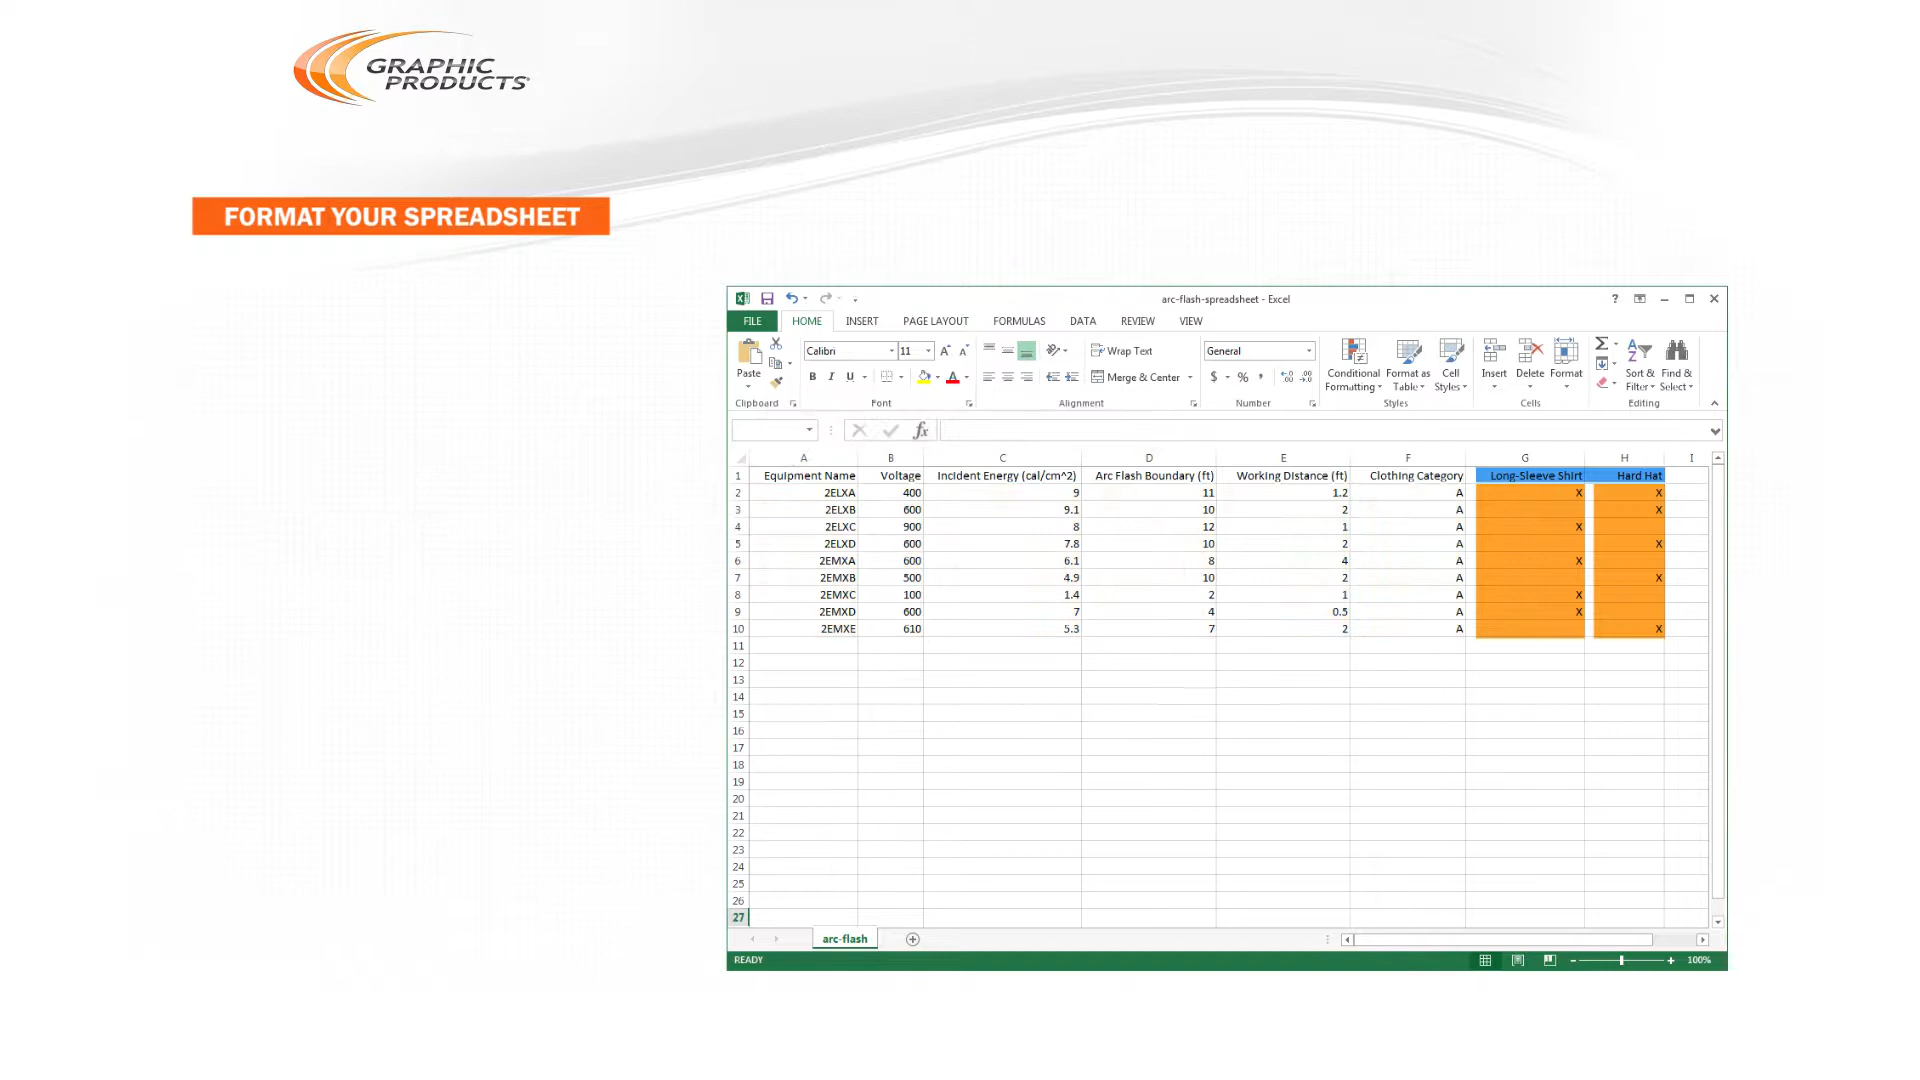 GRAPHIC
PRODUCTS
FORMAT YOUR SPREADSHEET
arc-flash-spreadsheet - Excel
FILE HOME INSERT PAGE LAYOUT FORMULAS DATA REVIEW VIEW
Calibri 11 Wrap Text General
Paste Conditional Format as Cell Insert Delete Format Sort & Find &
B I U A Merge & Center $ % , Formatting Table Styles Filter Select
Clipboard Font Alignment Number Styles Cells Editing
fx
A B C D E F G H I
1 Equipment Name Voltage Incident Energy (cal/cm^2) Arc Flash Boundary (ft) Working Distance (ft) Clothing Category Long-Sleeve Shirt Hard Hat
2 2ELXA 400 9 11 1.2 A X X
3 2ELXB 600 9.1 10 2 A X
4 2ELXC 900 8 12 1 A X
5 2ELXD 600 7.8 10 2 A X
6 2EMXA 600 6.1 8 4 A X
7 2EMXB 500 4.9 10 2 A X
8 2EMXC 100 1.4 2 1 A X
9 2EMXD 600 7 4 0.5 A X
10 2EMXE 610 5.3 7 2 A X
11
12
13
14
15
16
17
18
19
20
21
22
23
24
25
26
27
arc-flash
READY 100%